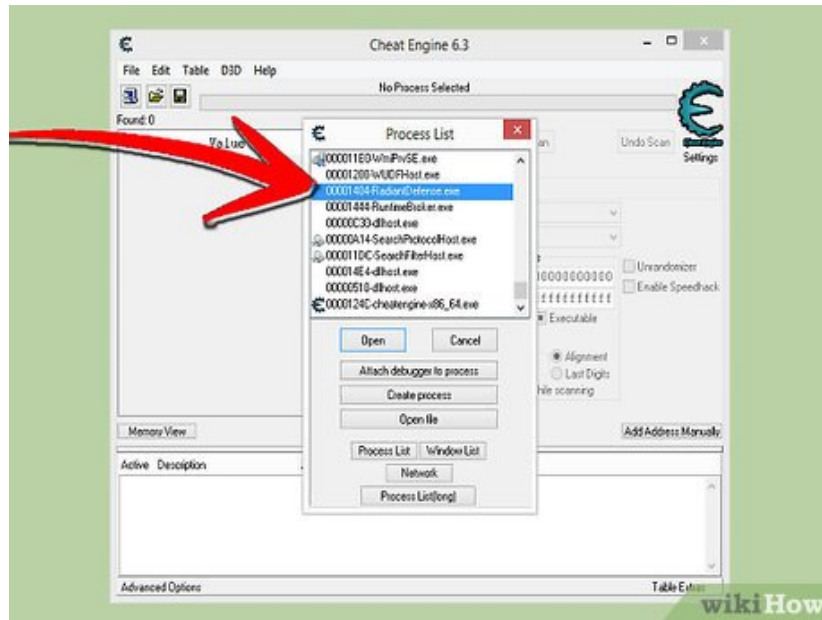 Cheat Engine 6.3
File Edit Table D3D Help
No Process Selected
Found: 0
Value
Undo Scan
Settings
Process List
000011E0-WmiPrvSE.exe
00001200-WUDFHost.exe
00001404-RadiantDefense.exe
00001444-RuntimeBroker.exe
00000C30-dllhost.exe
00000A14-SearchProtocolHost.exe
000011DC-SearchFilterHost.exe
000014E4-dllhost.exe
00000510-dllhost.exe
0000124C-cheatengine-x86_64.exe
Unrandomizer
Enable Speedhack
Executable
Open Cancel
Alignment
Attach debugger to process
Last Digits
Create process
while scanning
Open file
Memory View
Add Address Manually
Process List Window List
Active Description
Network
Process List(long)
Advanced Options
Table Extras
wikiHow